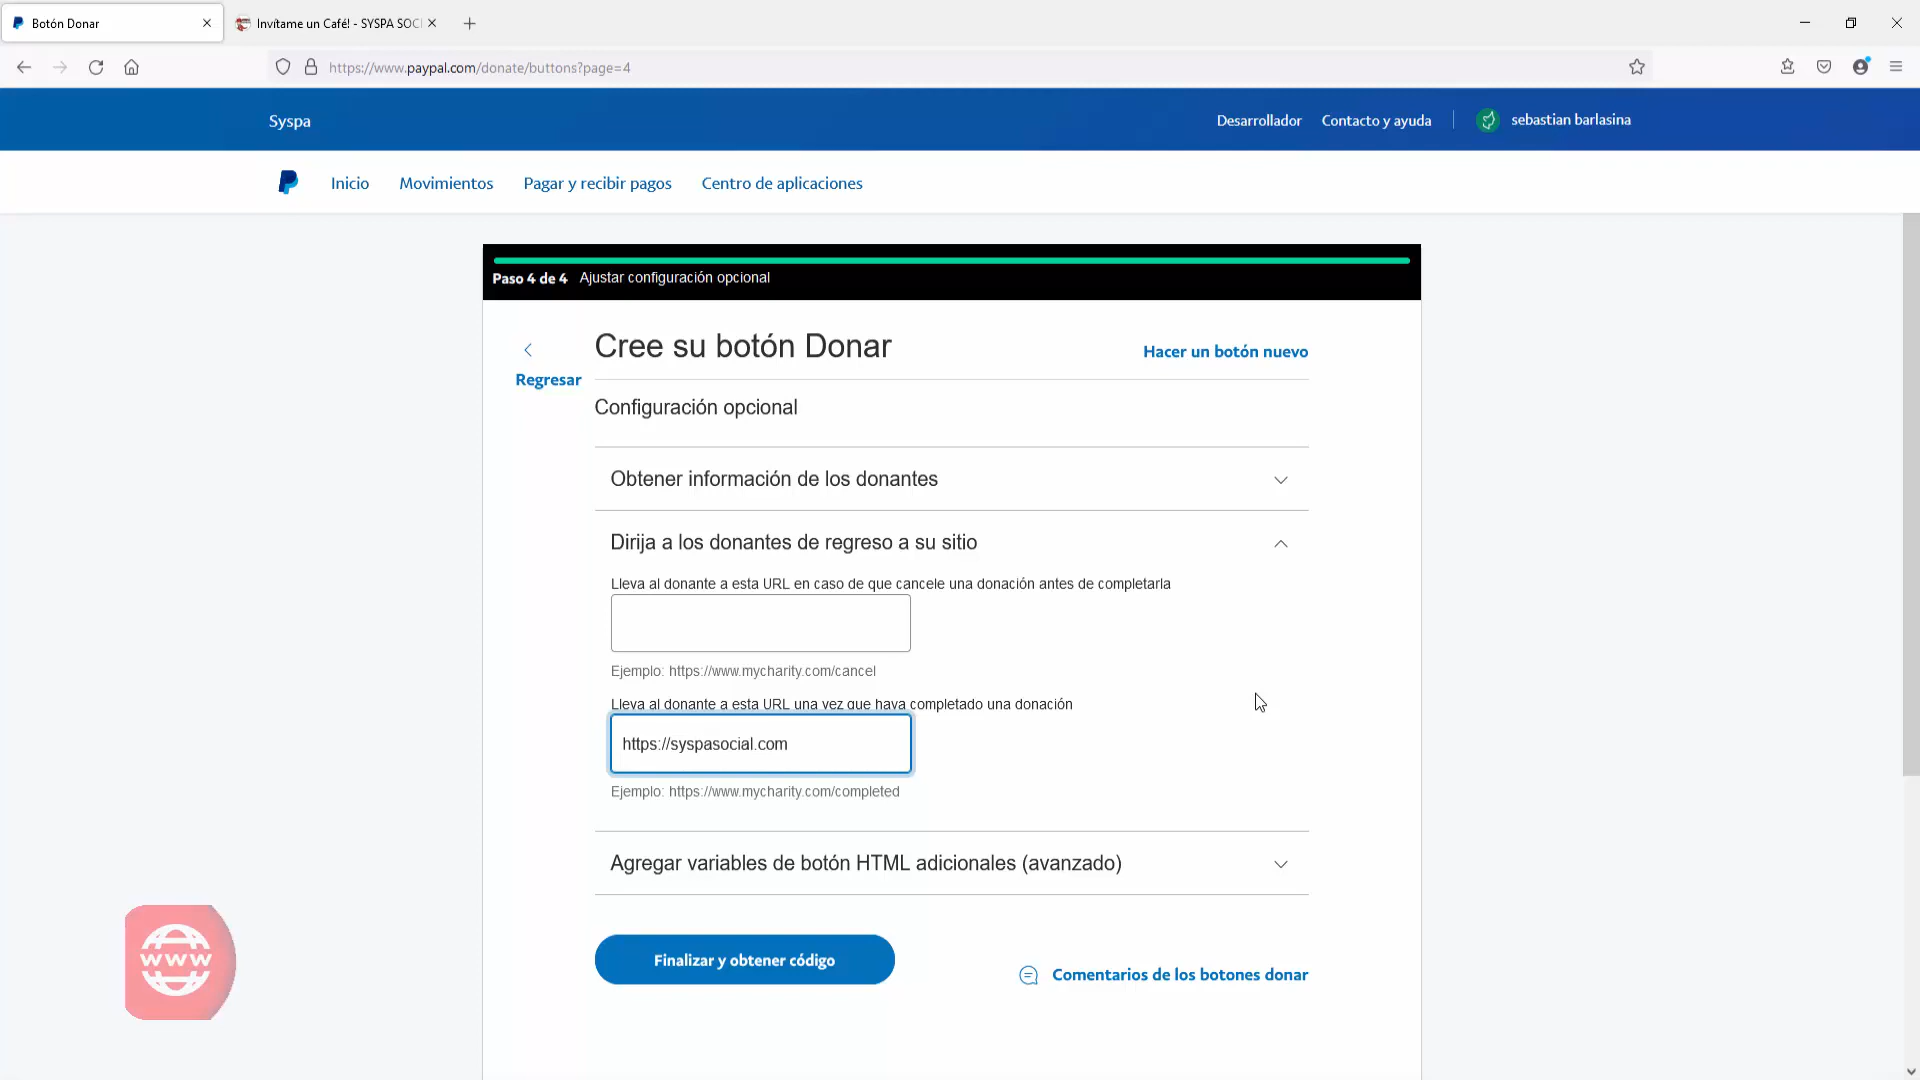 Botón Donar
Invítame un Café! - SYSPA SOCI
https://www.paypal.com/donate/buttons?page=4
Syspa
Desarrollador
Contacto y ayuda
sebastian barlasina
Inicio
Movimientos
Pagar y recibir pagos
Centro de aplicaciones
Paso 4 de 4 Ajustar configuración opcional
Cree su botón Donar
Hacer un botón nuevo
Regresar
Configuración opcional
Obtener información de los donantes
Dirija a los donantes de regreso a su sitio
Lleva al donante a esta URL en caso de que cancele una donación antes de completarla
Ejemplo: https://www.mycharity.com/cancel
Lleva al donante a esta URL una vez que haya completado una donación
https://syspasocial.com
Ejemplo: https://www.mycharity.com/completed
Agregar variables de botón HTML adicionales (avanzado)
Finalizar y obtener código
Comentarios de los botones donar
WWW